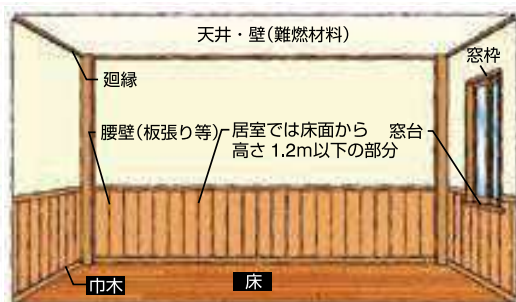 天井・壁(難燃材料)
窓枠
廻縁
腰壁(板張り等)
居室では床面から
高さ1.2m以下の部分
窓台
巾木
床